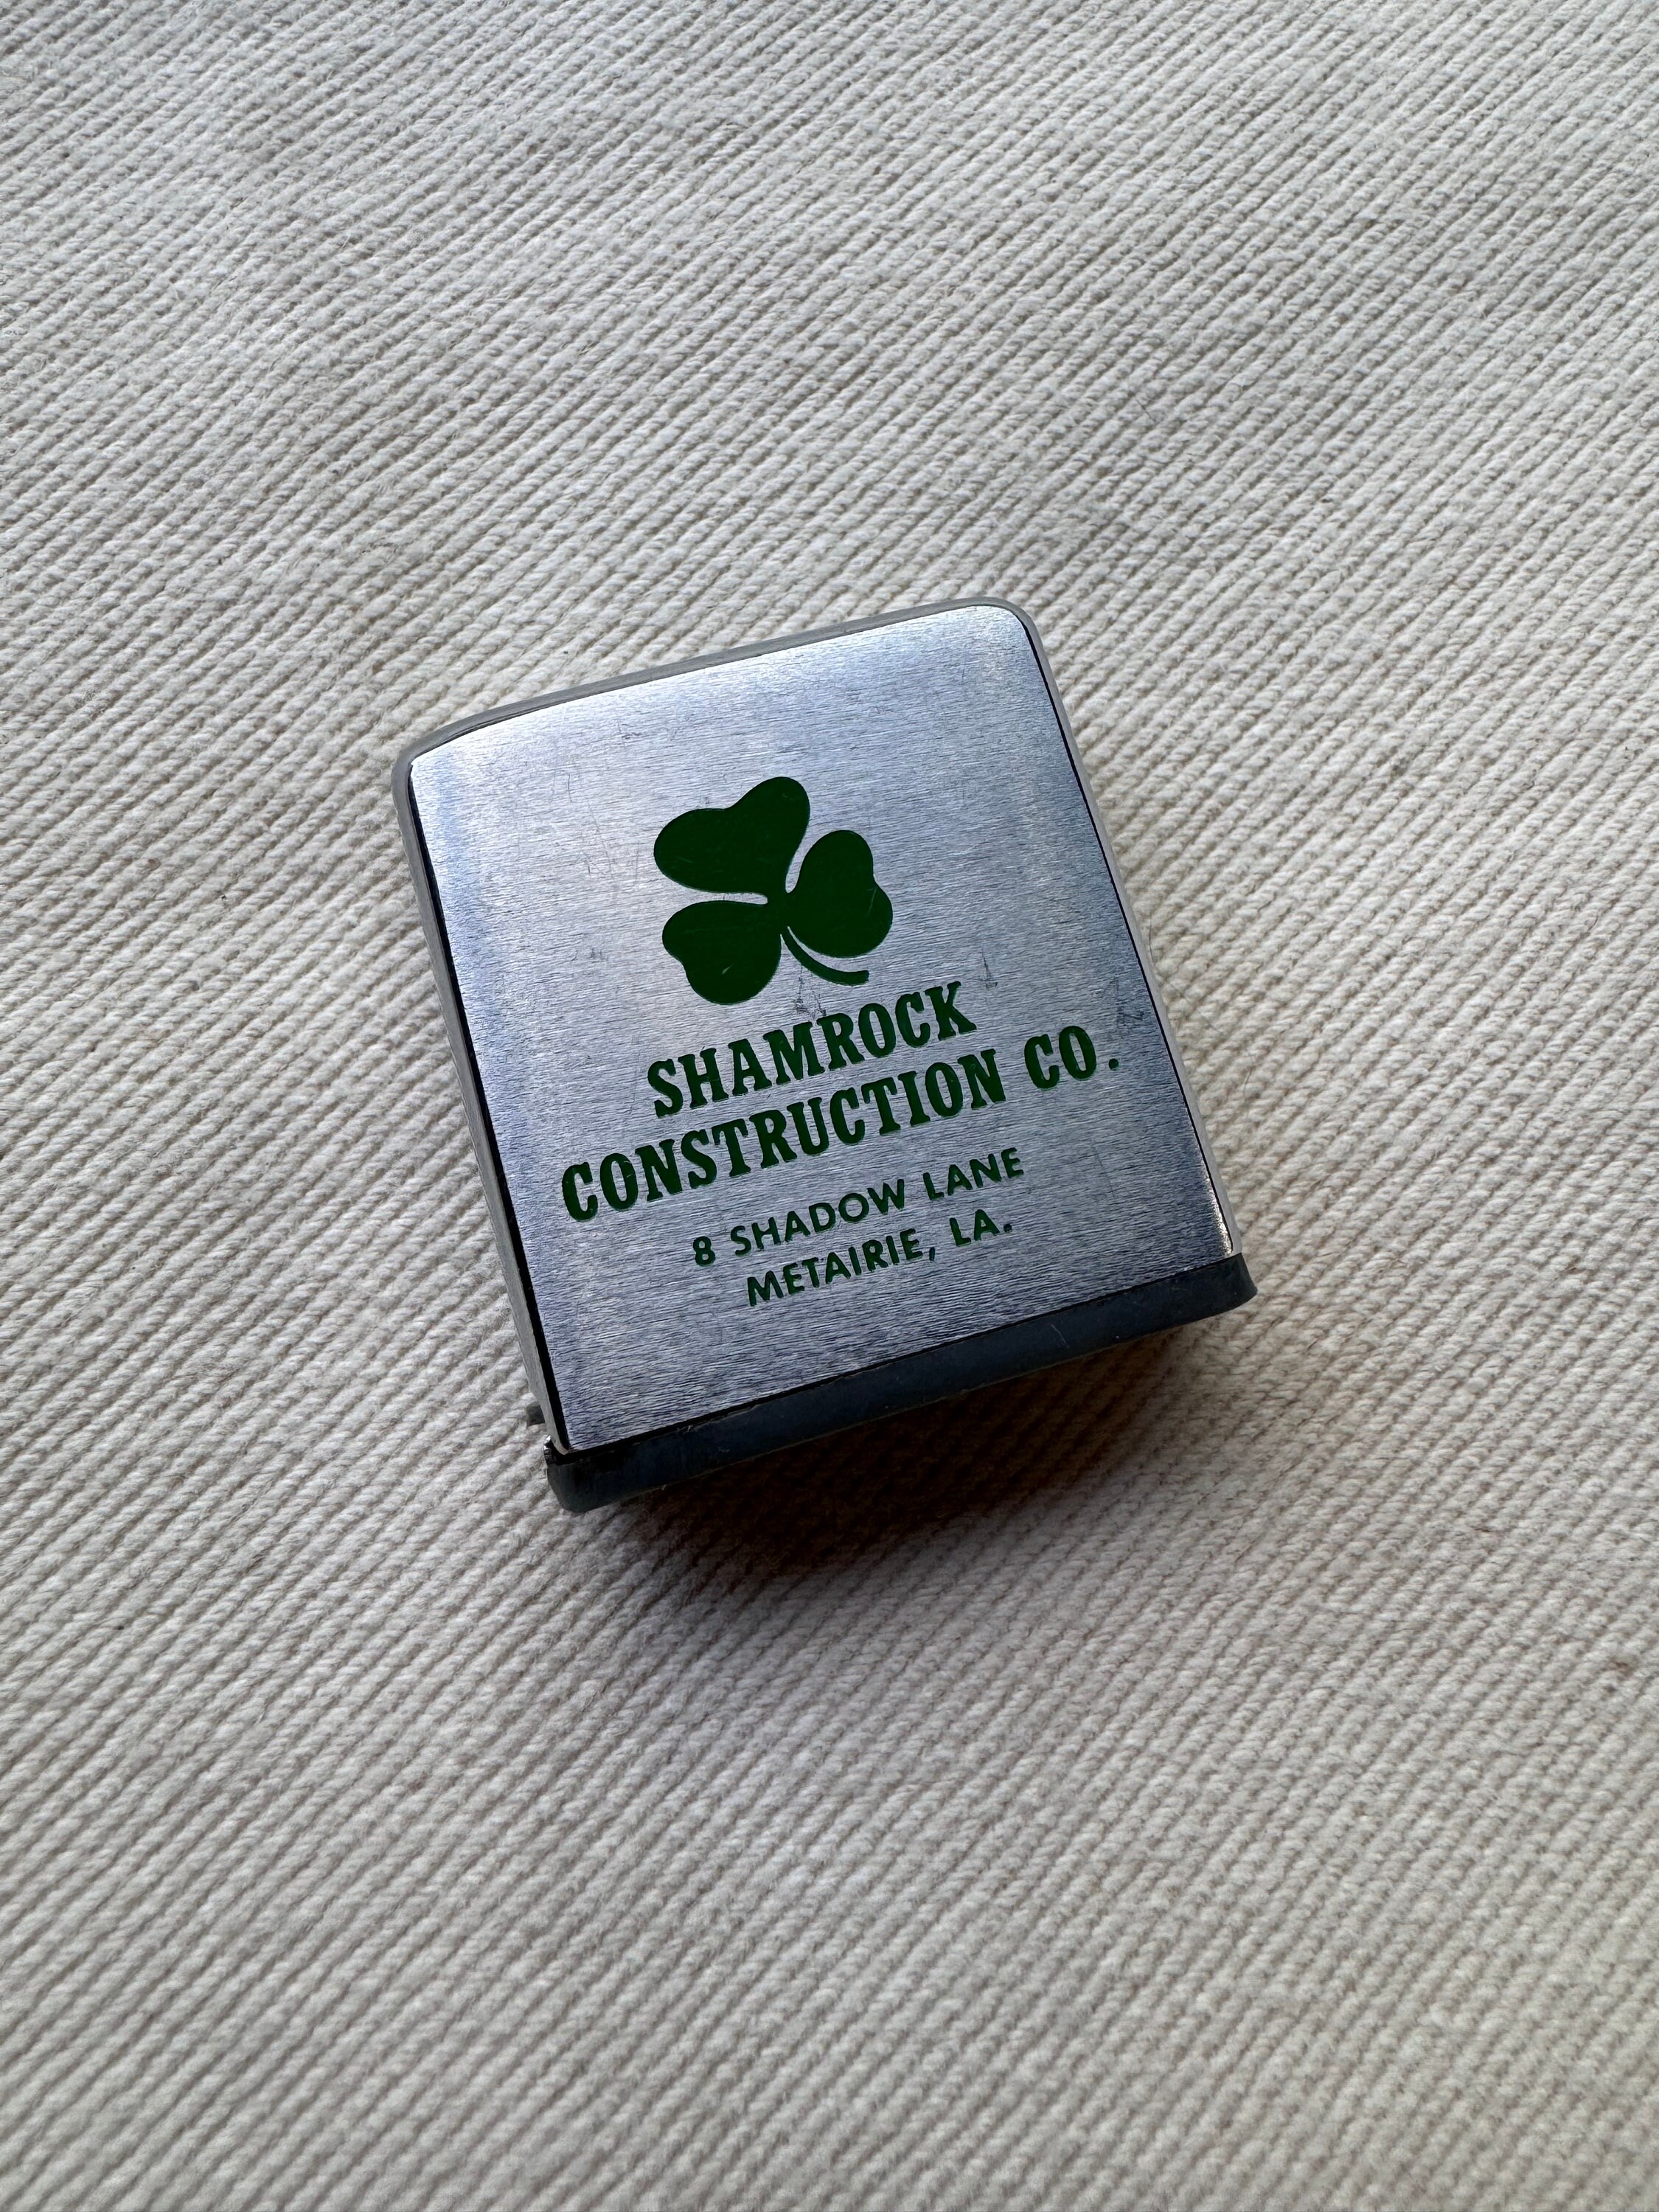 SHAMROCK
CONSTRUCTION CO.
8 SHADOW LANE
METAIRIE, LA.